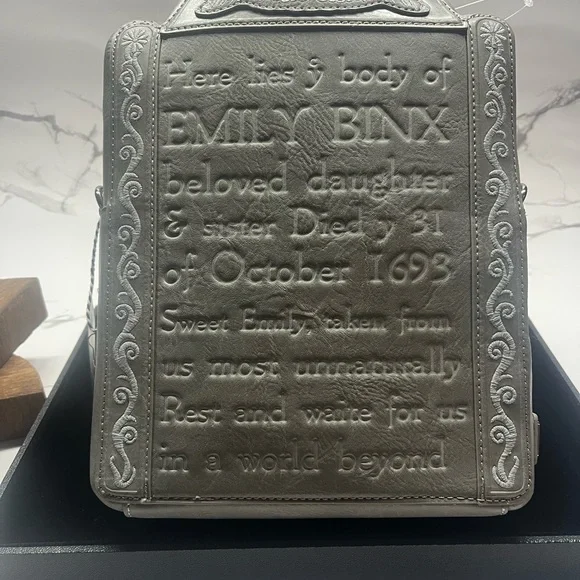 Here lies ÿ body of
EMILY BINX
beloved daughter
& sister Died ÿ 31
of October 1693
Sweet Emily, taken from
us most unnaturally
Rest and waite for us
in a world beyond